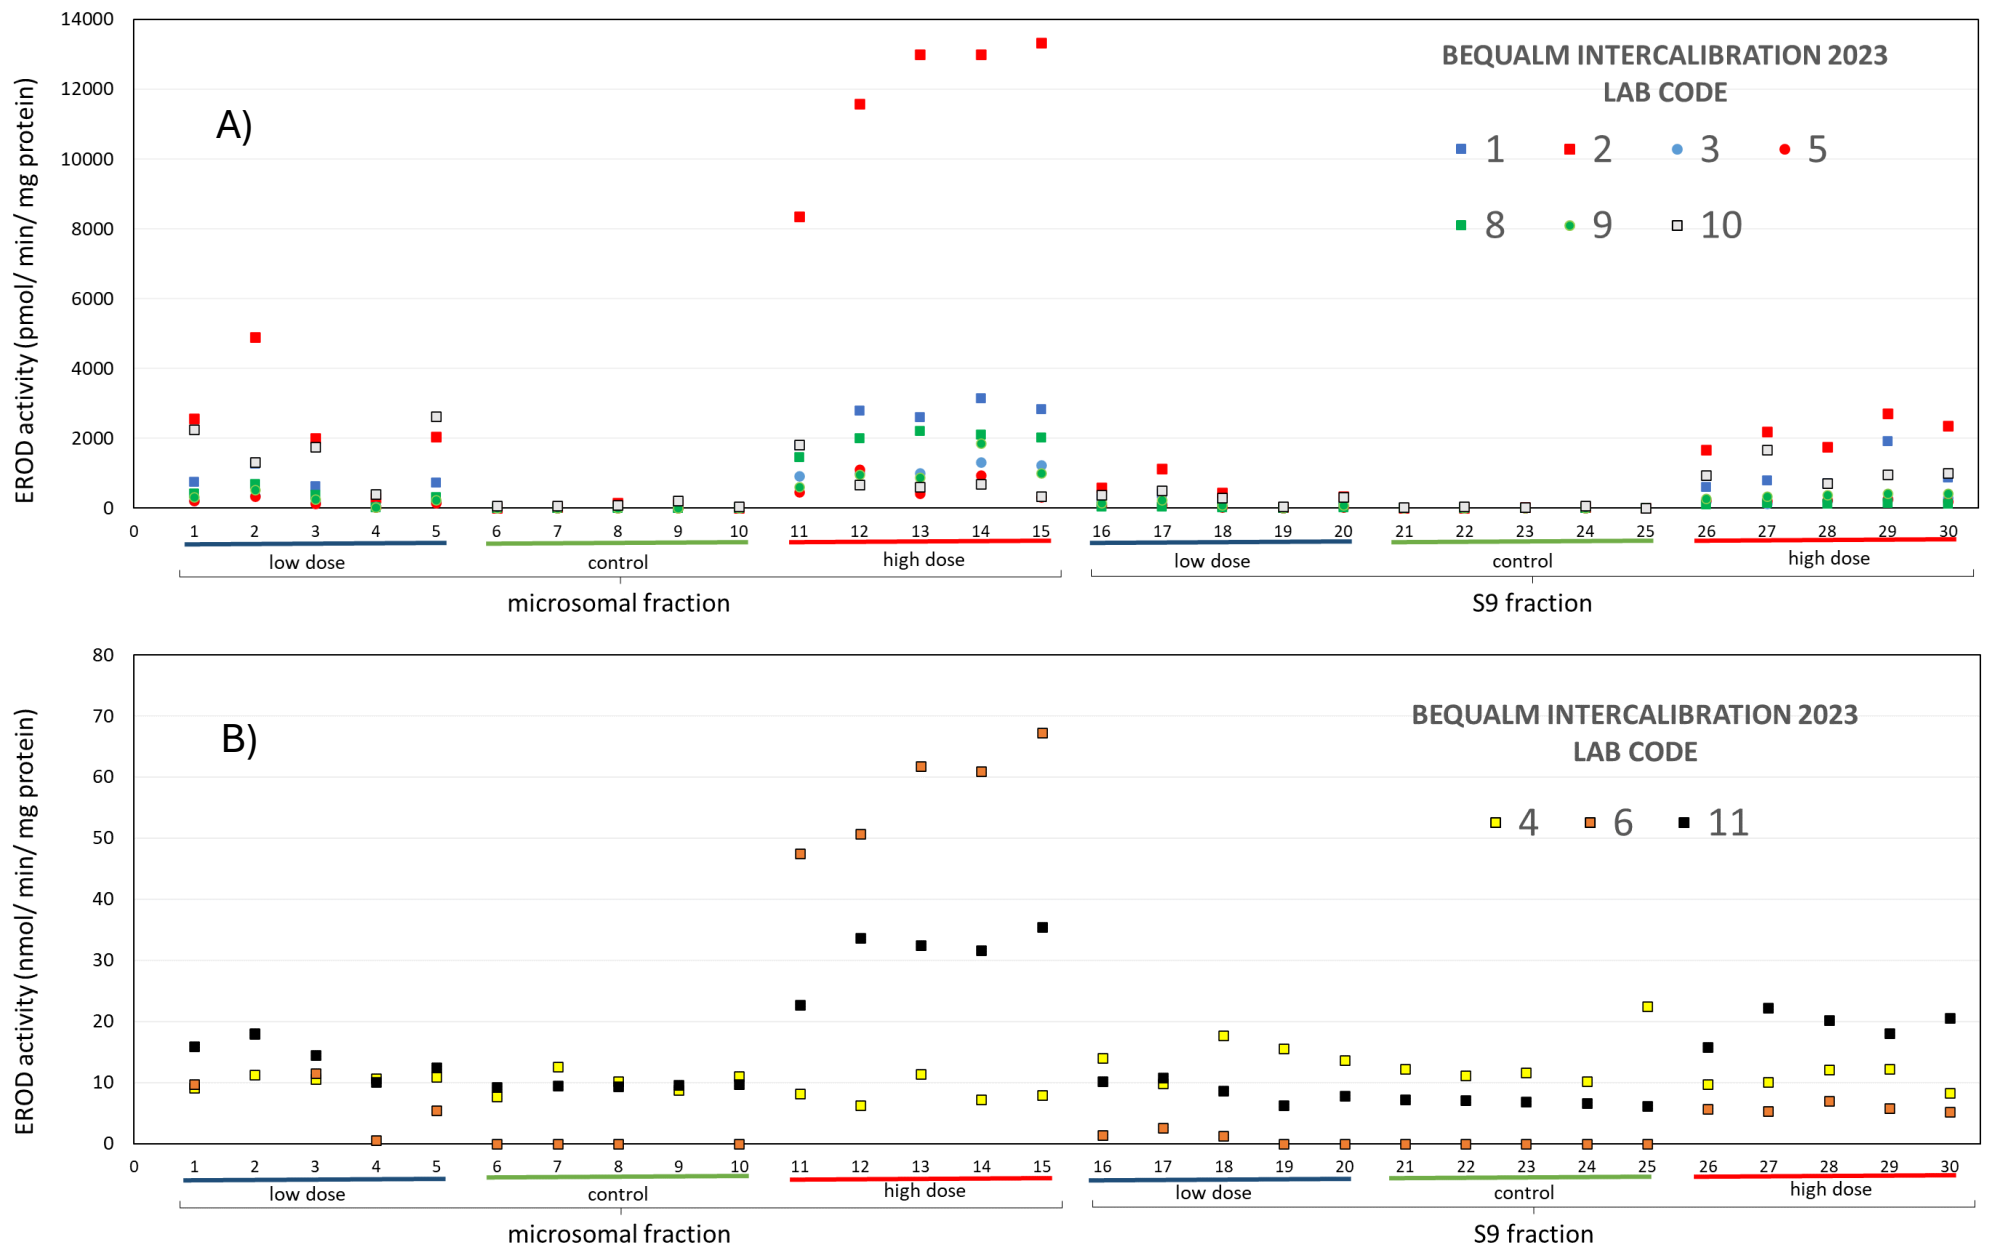 14000
12000
10000
8000
6000
4000
2000
0
EROD activity (pmol/ min/ mg protein)
A)
BEQUALM INTERCALIBRATION 2023
LAB CODE
1 2 3 5
8 9 10
0 1 2 3 4 5 6 7 8 9 10 11 12 13 14 15 16 17 18 19 20 21 22 23 24 25 26 27 28 29 30
low dose control high dose low dose control high dose
microsomal fraction S9 fraction
80
70
60
50
40
30
20
10
0
EROD activity (nmol/ min/ mg protein)
B)
BEQUALM INTERCALIBRATION 2023
LAB CODE
4 6 11
0 1 2 3 4 5 6 7 8 9 10 11 12 13 14 15 16 17 18 19 20 21 22 23 24 25 26 27 28 29 30
low dose control high dose low dose control high dose
microsomal fraction S9 fraction